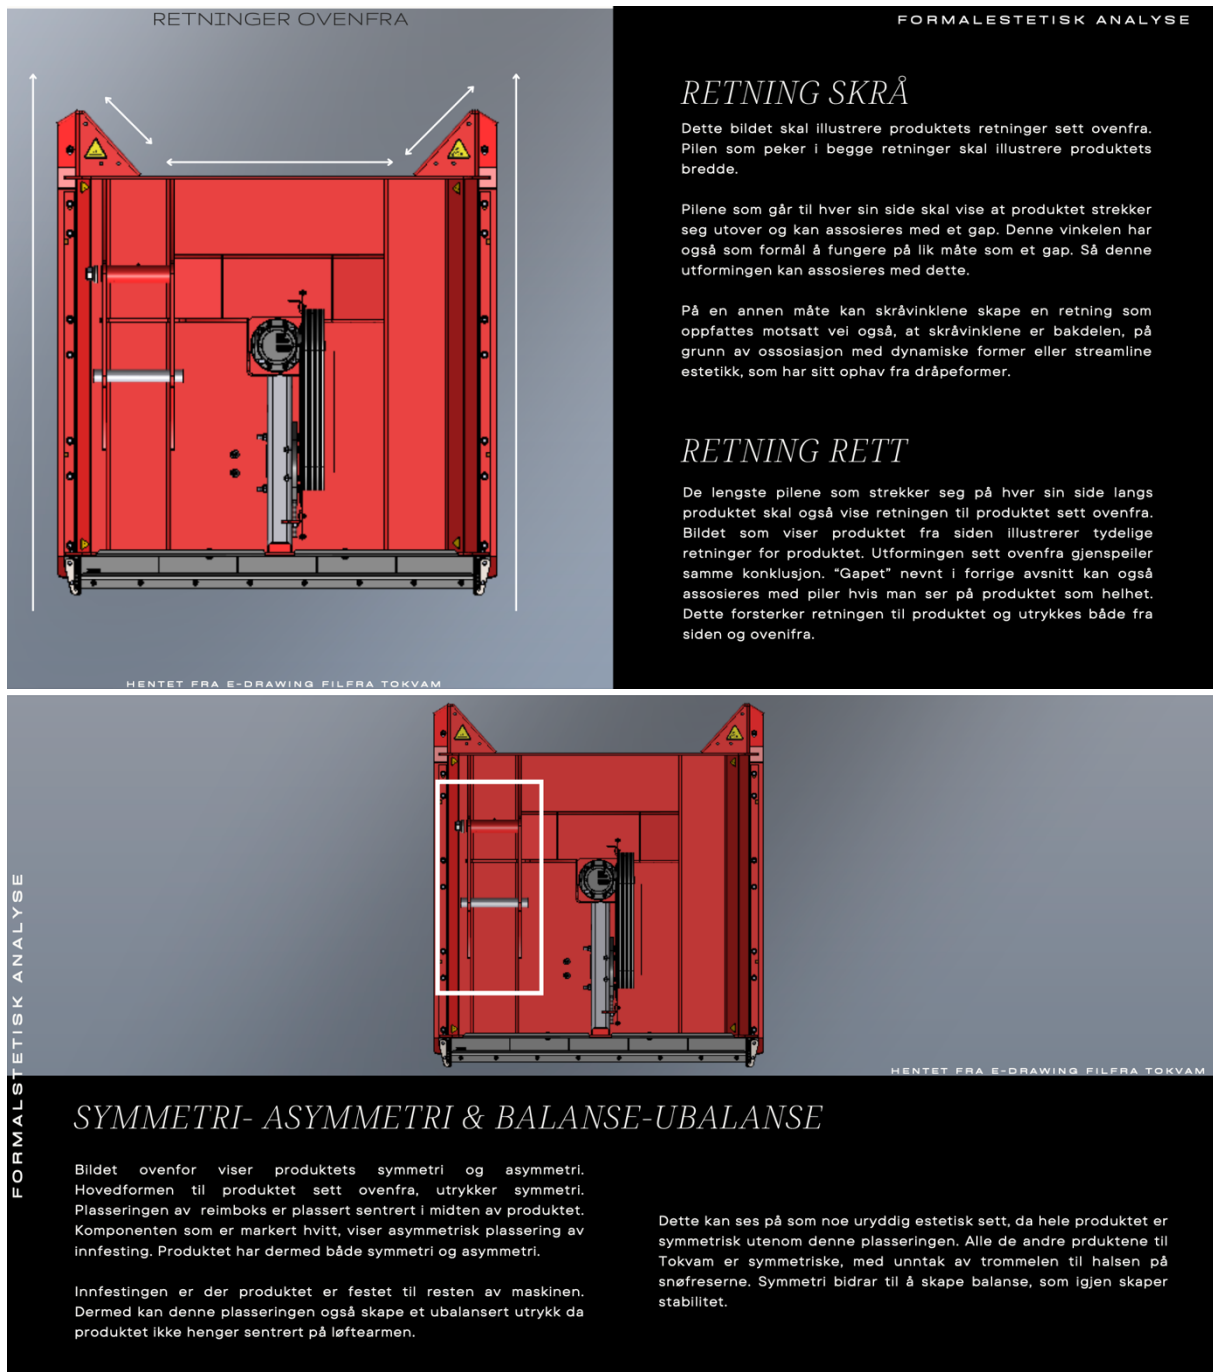 RETNINGER OVENFRA
FORMALESTETISK ANALYSE
RETNING SKRÅ
Dette bildet skal illustrere produktets retninger sett ovenfra.
Pilen som peker i begge retninger skal illustrere produktets
bredde.
Pilene som går til hver sin side skal vise at produktet strekker
seg utover og kan assosieres med et gap. Denne vinkelen har
også som formål å fungere på lik måte som et gap. Så denne
utformingen kan assosieres med dette.
På en annen måte kan skråvinklene skape en retning som
oppfattes motsatt vei også, at skråvinklene er bakdelen, på
grunn av ossosiasjon med dynamiske former eller streamline
estetikk, som har sitt ophav fra dråpeformer.
RETNING RETT
De lengste pilene som strekker seg på hver sin side langs
produktet skal også vise retningen til produktet sett ovenfra.
Bildet som viser produktet fra siden illustrerer tydelige
retninger for produktet. Utformingen sett ovenfra gjenspeiler
samme konklusjon. “Gapet” nevnt i forrige avsnitt kan også
assosieres med piler hvis man ser på produktet som helhet.
Dette forsterker retningen til produktet og utrykkes både fra
siden og ovenifra.
HENTET FRA E-DRAWING FILFRA TOKVAM
FORMALSTETISK ANALYSE
HENTET FRA E-DRAWING FILFRA TOKVAM
SYMMETRI- ASYMMETRI & BALANSE-UBALANSE
Bildet ovenfor viser produktets symmetri og asymmetri.
Hovedformen til produktet sett ovenfra, utrykker symmetri.
Plasseringen av reimboks er plassert sentrert i midten av produktet.
Komponenten som er markert hvitt, viser asymmetrisk plassering av
innfesting. Produktet har dermed både symmetri og asymmetri.
Innfestingen er der produktet er festet til resten av maskinen.
Dermed kan denne plasseringen også skape et ubalansert utrykk da
produktet ikke henger sentrert på løftearmen.
Dette kan ses på som noe uryddig estetisk sett, da hele produktet er
symmetrisk utenom denne plasseringen. Alle de andre prduktene til
Tokvam er symmetriske, med unntak av trommelen til halsen på
snøfreserne. Symmetri bidrar til å skape balanse, som igjen skaper
stabilitet.